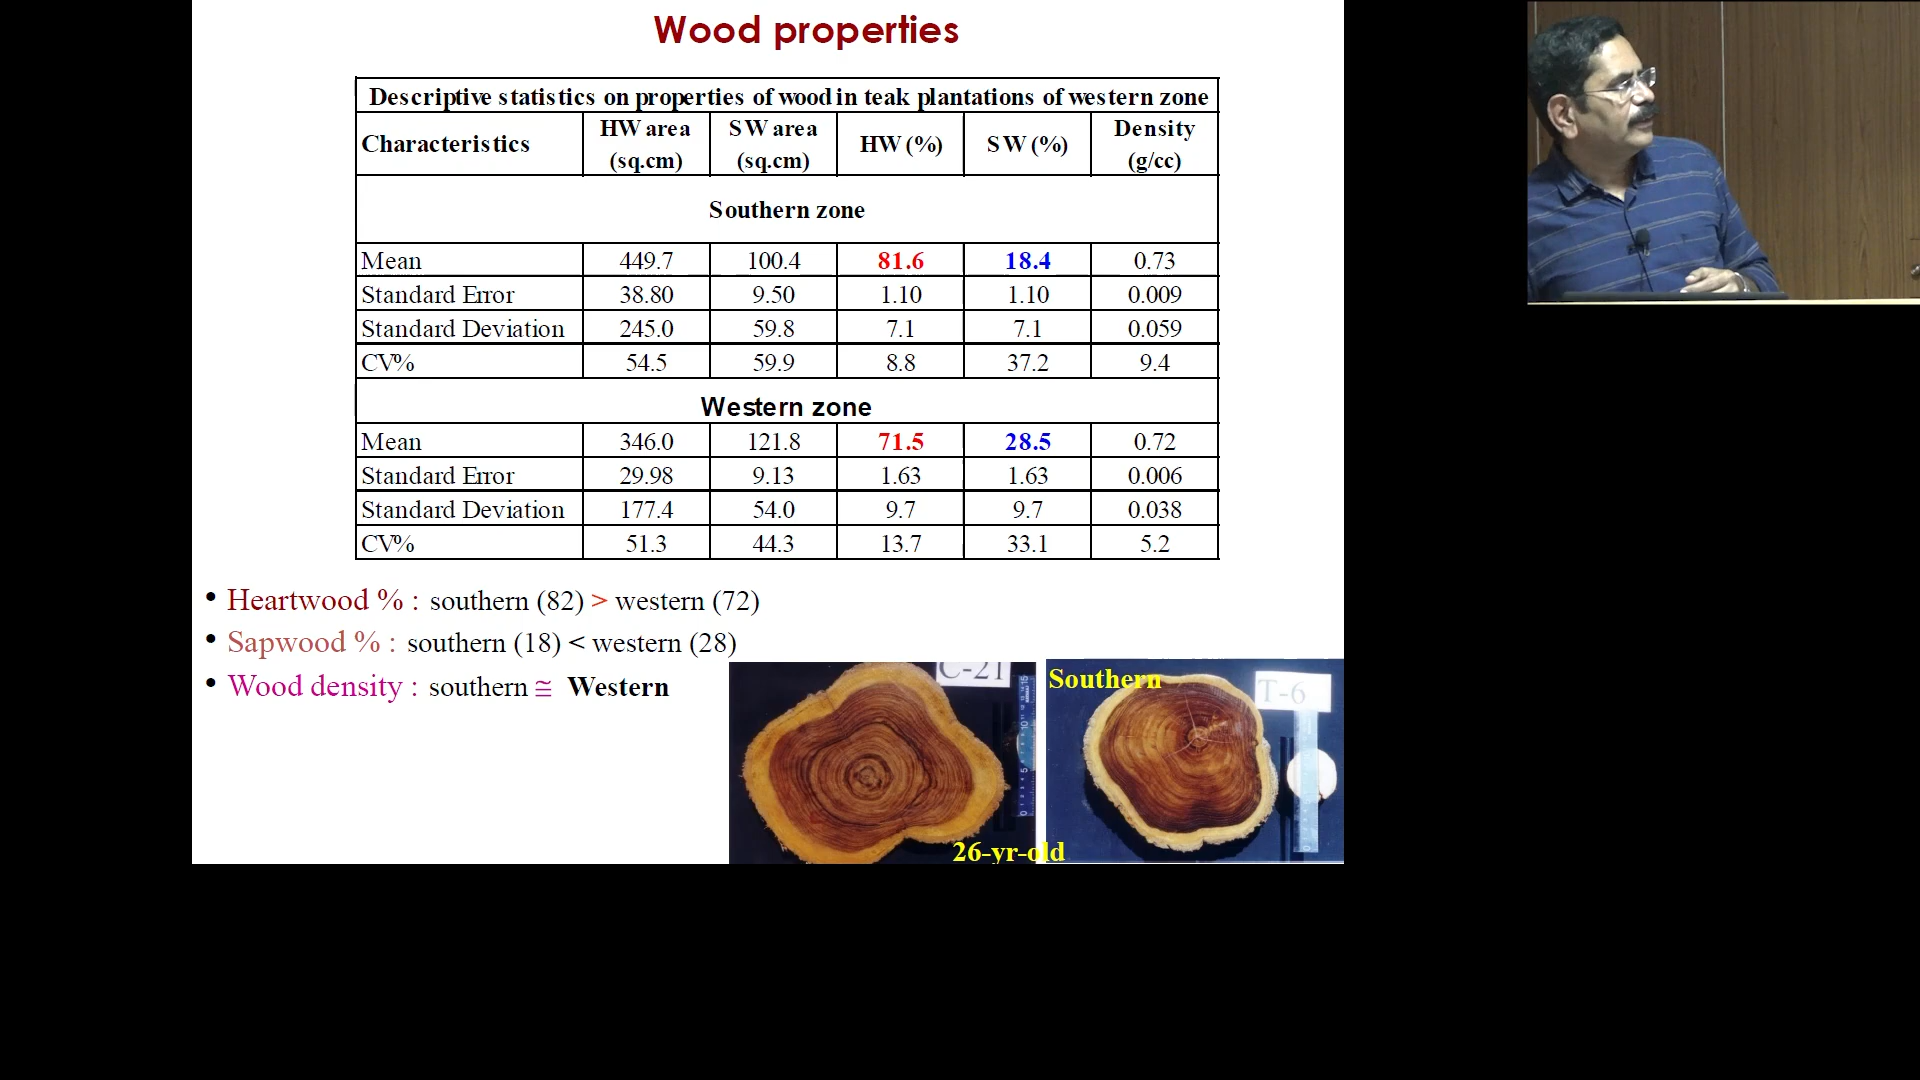 Wood properties
Descriptive statistics on properties of wood in teak plantations of western zone
Characteristics HW area (sq.cm) SW area (sq.cm) HW (%) SW (%) Density (g/cc)
Southern zone
Mean 449.7 100.4 81.6 18.4 0.73
Standard Error 38.80 9.50 1.10 1.10 0.009
Standard Deviation 245.0 59.8 7.1 7.1 0.059
CV% 54.5 59.9 8.8 37.2 9.4
Western zone
Mean 346.0 121.8 71.5 28.5 0.72
Standard Error 29.98 9.13 1.63 1.63 0.006
Standard Deviation 177.4 54.0 9.7 9.7 0.038
CV% 51.3 44.3 13.7 33.1 5.2
• Heartwood % : southern (82) > western (72)
• Sapwood % : southern (18) < western (28)
• Wood density : southern ≅ Western
C-21
Southern
T-6
26-yr-old